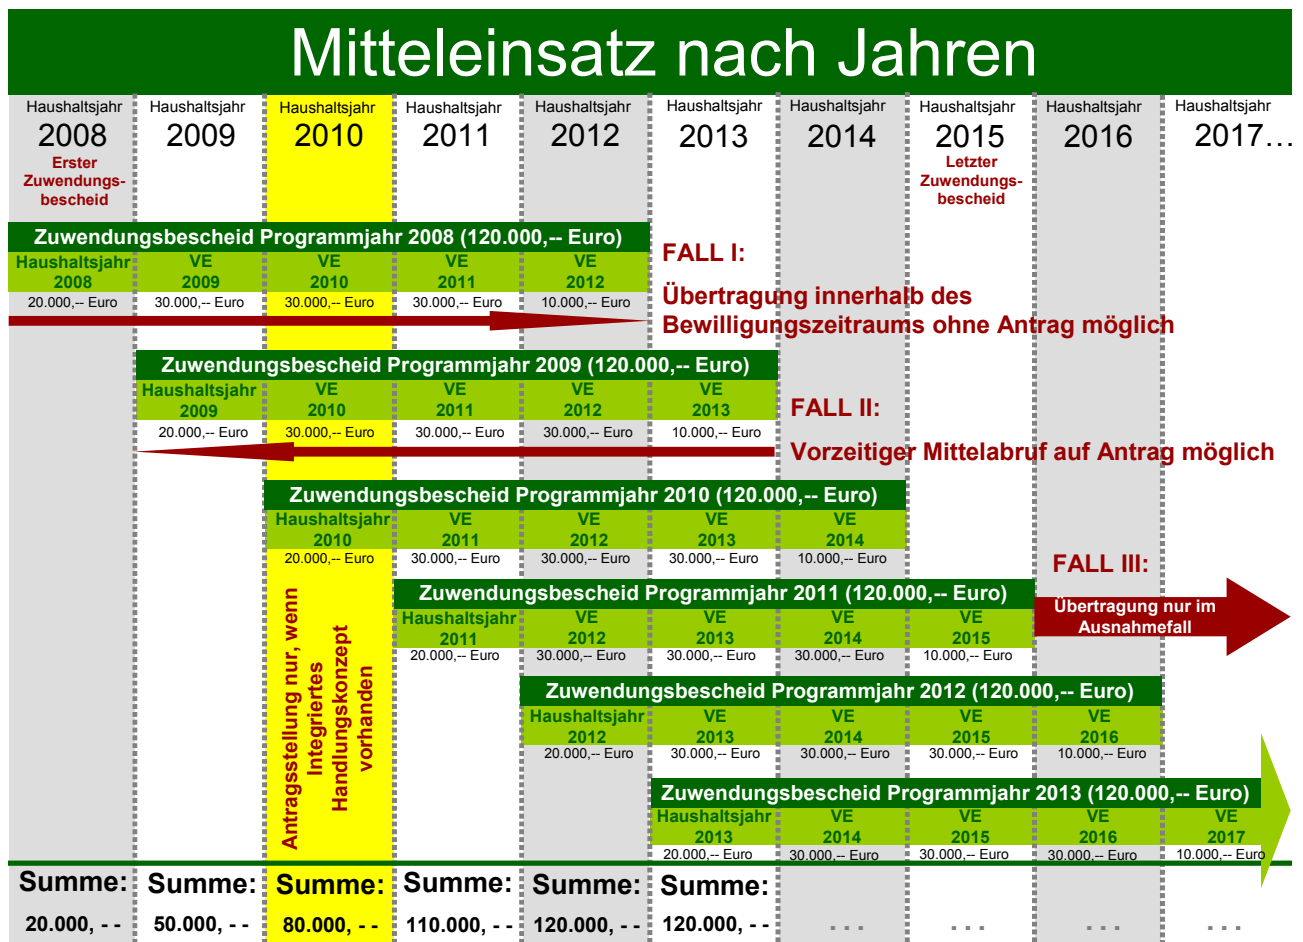 Mitteleinsatz nach Jahren
Haushaltsjahr Haushaltsjahr Haushaltsjahr Haushaltsjahr Haushaltsjahr Haushaltsjahr Haushaltsjahr Haushaltsjahr Haushaltsjahr Haushaltsjahr
2008 2009 2010 2011 2012 2013 2014 2015 2016 2017...
Erster
Zuwendungs-
bescheid
Letzter
Zuwendungs-
bescheid
Zuwendungsbescheid Programmjahr 2008 (120.000,-- Euro)
Haushaltsjahr VE VE VE VE
2008 2009 2010 2011 2012
20.000,-- Euro 30.000,-- Euro 30.000,-- Euro 30.000,-- Euro 10.000,-- Euro
FALL I:
Übertragung innerhalb des
Bewilligungszeitraums ohne Antrag möglich
Zuwendungsbescheid Programmjahr 2009 (120.000,-- Euro)
Haushaltsjahr VE VE VE VE
2009 2010 2011 2012 2013
20.000,-- Euro 30.000,-- Euro 30.000,-- Euro 30.000,-- Euro 10.000,-- Euro
FALL II:
Vorzeitiger Mittelabruf auf Antrag möglich
Zuwendungsbescheid Programmjahr 2010 (120.000,-- Euro)
Haushaltsjahr VE VE VE VE
2010 2011 2012 2013 2014
20.000,-- Euro 30.000,-- Euro 30.000,-- Euro 30.000,-- Euro 10.000,-- Euro
FALL III:
Übertragung nur im
Ausnahmefall
Antragsstellung nur, wenn
Integriertes
Handlungskonzept
vorhanden
Zuwendungsbescheid Programmjahr 2011 (120.000,-- Euro)
Haushaltsjahr VE VE VE VE
2011 2012 2013 2014 2015
20.000,-- Euro 30.000,-- Euro 30.000,-- Euro 30.000,-- Euro 10.000,-- Euro
Zuwendungsbescheid Programmjahr 2012 (120.000,-- Euro)
Haushaltsjahr VE VE VE VE
2012 2013 2014 2015 2016
20.000,-- Euro 30.000,-- Euro 30.000,-- Euro 30.000,-- Euro 10.000,-- Euro
Zuwendungsbescheid Programmjahr 2013 (120.000,-- Euro)
Haushaltsjahr VE VE VE VE
2013 2014 2015 2016 2017
20.000,-- Euro 30.000,-- Euro 30.000,-- Euro 30.000,-- Euro 10.000,-- Euro
Summe: Summe: Summe: Summe: Summe: Summe:
20.000, - - 50.000, - - 80.000, - - 110.000, - - 120.000, - - 120.000, - - . . . . . . . . . . . .